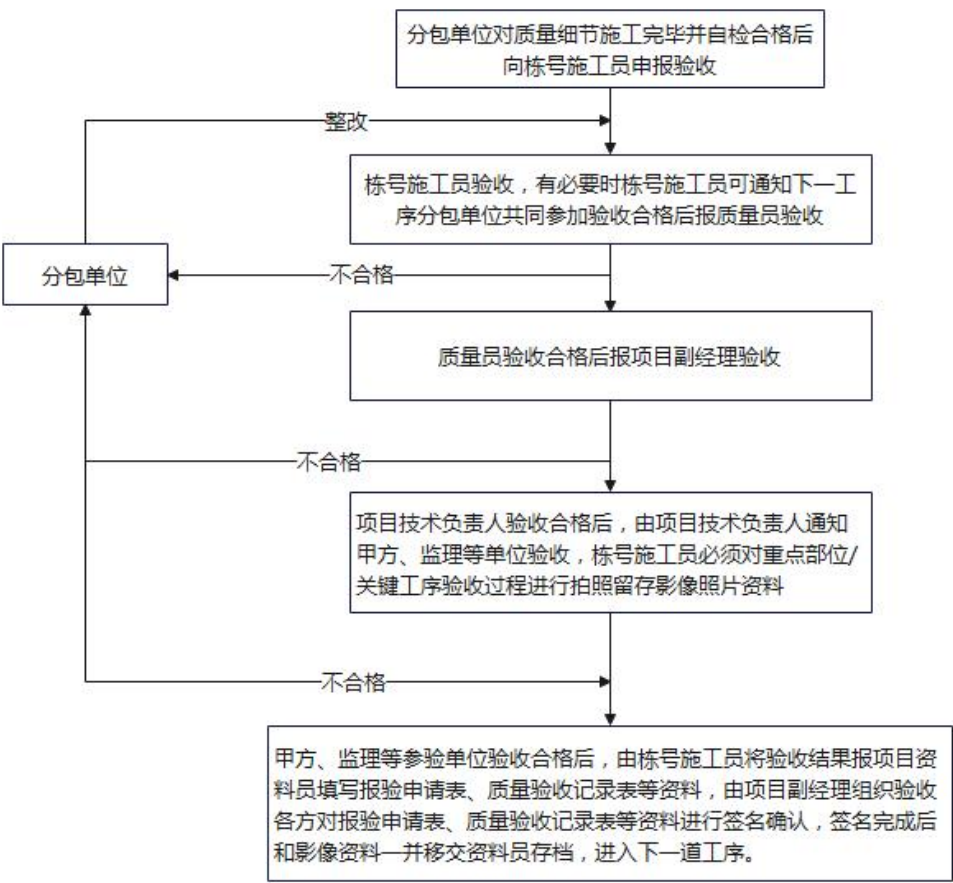 分包单位对质量细节施工完毕并自检合格后
向栋号施工员申报验收
整改
栋号施工员验收，有必要时栋号施工员可通知下一工
序分包单位共同参加验收合格后报质量员验收
分包单位
不合格
质量员验收合格后报项目副经理验收
不合格
项目技术负责人验收合格后，由项目技术负责人通知
甲方、监理等单位验收，栋号施工员必须对重点部位/
关键工序验收过程进行拍照留存影像照片资料
不合格
甲方、监理等参验单位验收合格后，由栋号施工员将验收结果报项目资
料员填写报验申请表、质量验收记录表等资料，由项目副经理组织验收
各方对报验申请表、质量验收记录表等资料进行签名确认，签名完成后
和影像资料一并移交资料员存档，进入下一道工序。